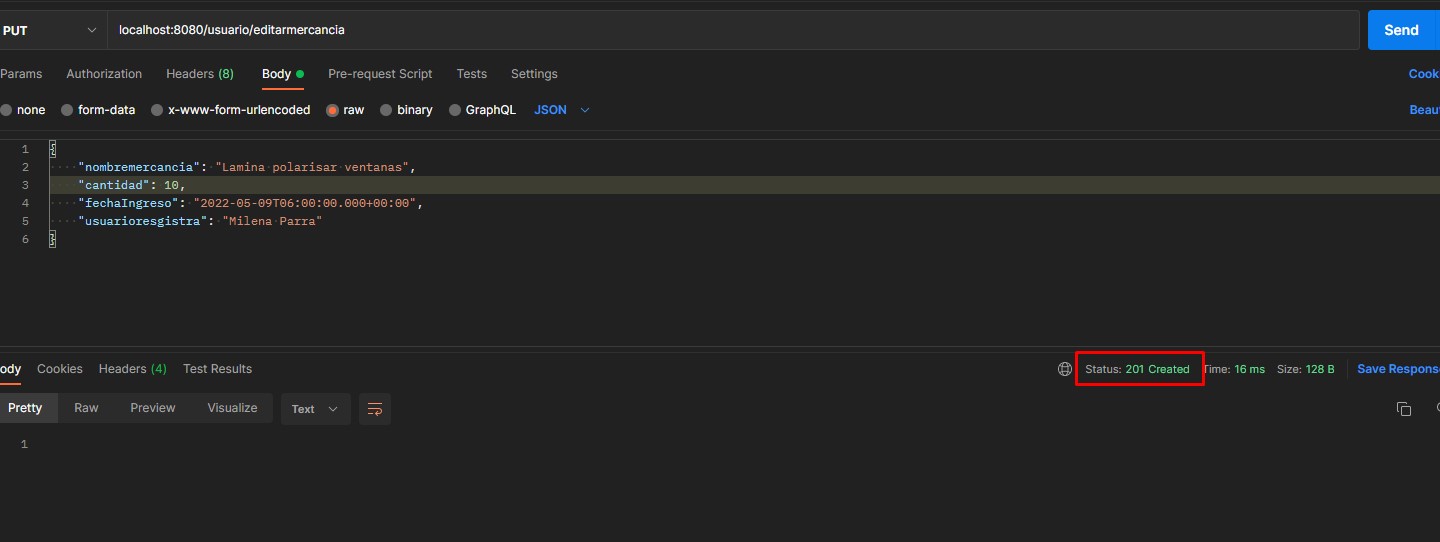 PUT localhost:8080/usuario/editarmercancia Send
Params Authorization Headers (8) Body Pre-request Script Tests Settings Cook
none form-data x-www-form-urlencoded raw binary GraphQL JSON Beau
1 {
2 "nombremercancia": "Lamina polarisar ventanas",
3 "cantidad": 10,
4 "fechaIngreso": "2022-05-09T06:00:00.000+00:00",
5 "usuarioresgistra": "Milena Parra"
6 }
ody Cookies Headers (4) Test Results Status: 201 Created Time: 16 ms Size: 128 B Save Respons
Pretty Raw Preview Visualize Text
1